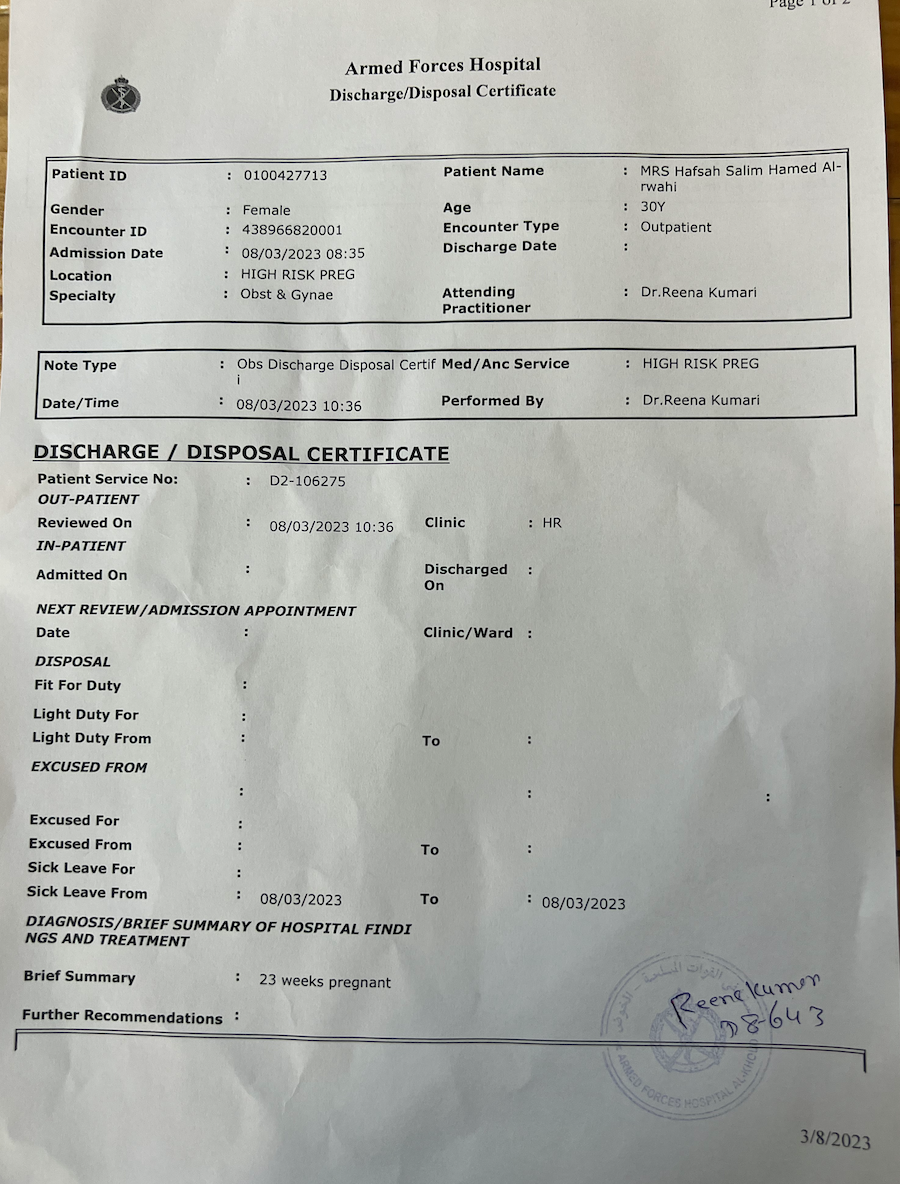 Page 1 of 2
Armed Forces Hospital
Discharge/Disposal Certificate
Patient ID : 0100427713 Patient Name : MRS Hafsah Salim Hamed Al-
rwahi
Gender : Female Age : 30Y
Encounter ID : 438966820001 Encounter Type : Outpatient
Admission Date : 08/03/2023 08:35 Discharge Date :
Location : HIGH RISK PREG
Specialty : Obst & Gynae Attending : Dr.Reena Kumari
Practitioner
Note Type : Obs Discharge Disposal Certif Med/Anc Service : HIGH RISK PREG
i
Date/Time : 08/03/2023 10:36 Performed By : Dr.Reena Kumari
DISCHARGE / DISPOSAL CERTIFICATE
Patient Service No: : D2-106275
OUT-PATIENT
Reviewed On : 08/03/2023 10:36 Clinic : HR
IN-PATIENT
Admitted On : Discharged :
On
NEXT REVIEW/ADMISSION APPOINTMENT
Date : Clinic/Ward :
DISPOSAL
Fit For Duty :
Light Duty For :
Light Duty From : To :
EXCUSED FROM
: : :
Excused For :
Excused From : To :
Sick Leave For :
Sick Leave From : 08/03/2023 To : 08/03/2023
DIAGNOSIS/BRIEF SUMMARY OF HOSPITAL FINDI
NGS AND TREATMENT
Brief Summary : 23 weeks pregnant
Further Recommendations :
القوات المسلحة
ARMED FORCES HOSPITAL AL-KHOUD
3/8/2023